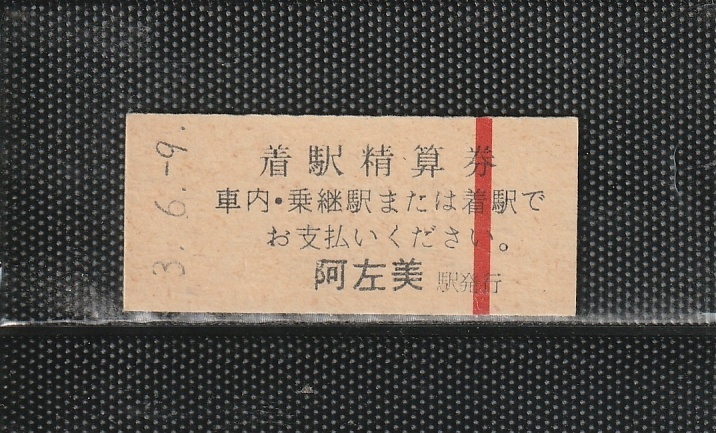 3. 6. -9.
着駅精算券
車内・乗継駅または着駅で
お支払いください。
阿左美 駅発行